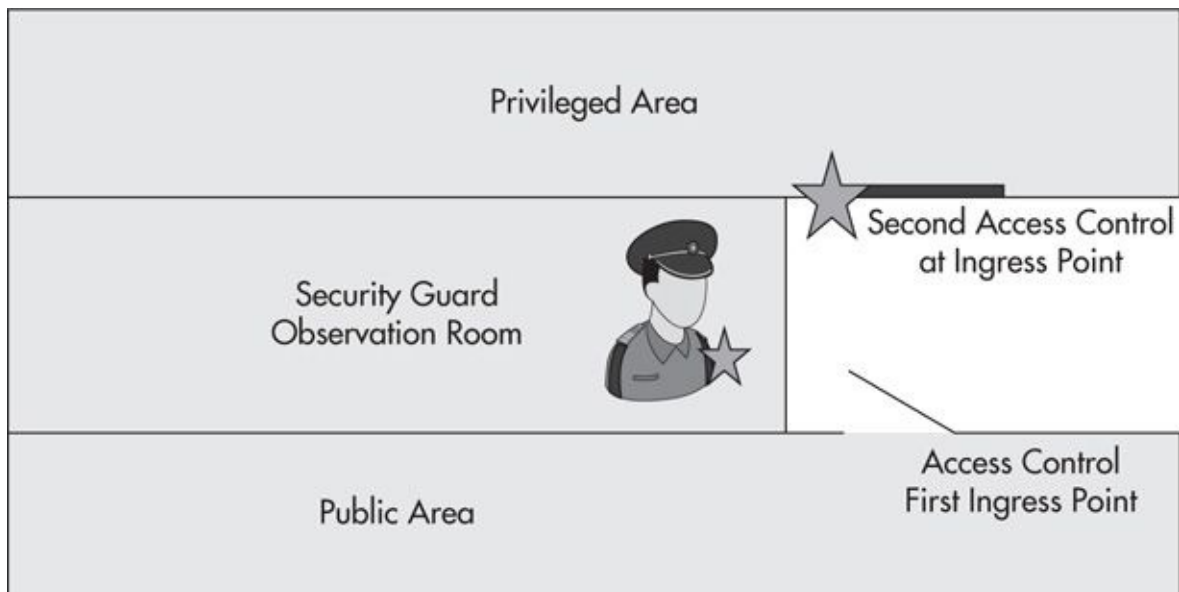 Privileged Area
Second Access Control
at Ingress Point
Security Guard
Observation Room
Access Control
First Ingress Point
Public Area